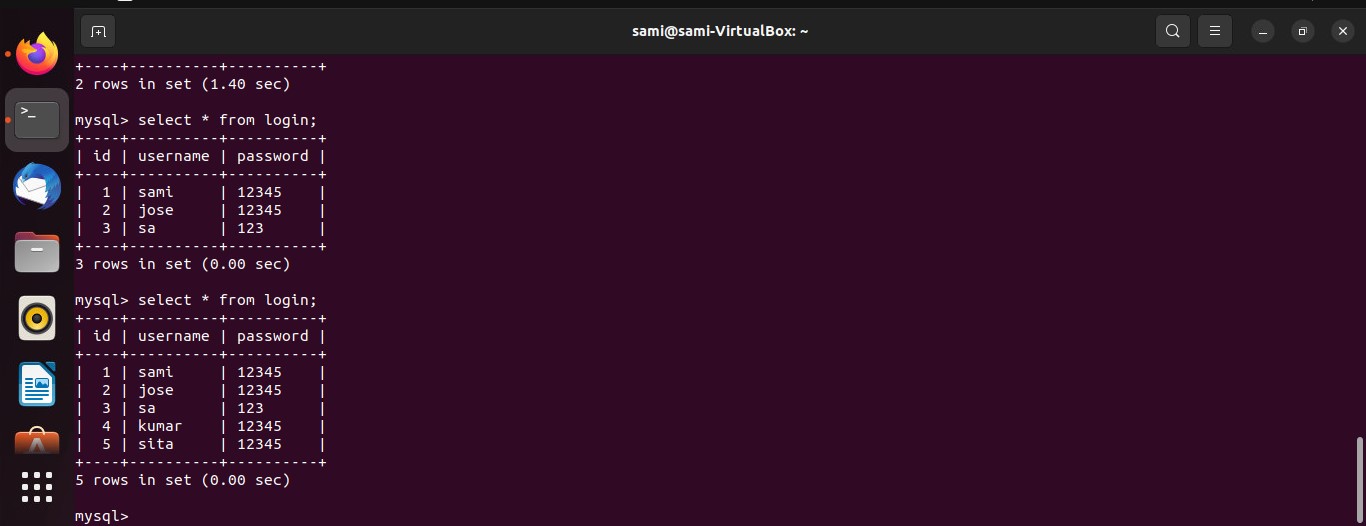 sami@sami-VirtualBox: ~
+----+----------+----------+
2 rows in set (1.40 sec)
mysql> select * from login;
+----+----------+----------+
| id | username | password |
+----+----------+----------+
|  1 | sami     | 12345    |
|  2 | jose     | 12345    |
|  3 | sa       | 123      |
+----+----------+----------+
3 rows in set (0.00 sec)
mysql> select * from login;
+----+----------+----------+
| id | username | password |
+----+----------+----------+
|  1 | sami     | 12345    |
|  2 | jose     | 12345    |
|  3 | sa       | 123      |
|  4 | kumar    | 12345    |
|  5 | sita     | 12345    |
+----+----------+----------+
5 rows in set (0.00 sec)
mysql>